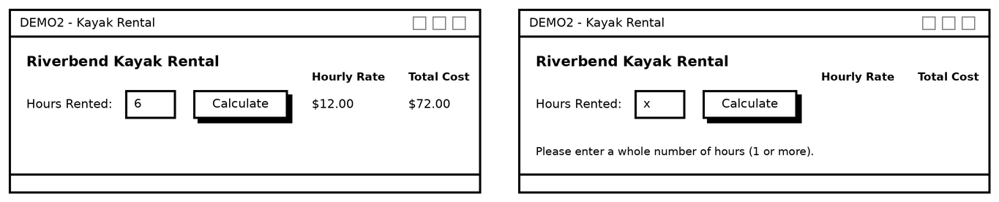 DEMO2 - Kayak Rental
Riverbend Kayak Rental
Hourly Rate Total Cost
Hours Rented: 6 Calculate $12.00 $72.00
DEMO2 - Kayak Rental
Riverbend Kayak Rental
Hourly Rate Total Cost
Hours Rented: x Calculate
Please enter a whole number of hours (1 or more).